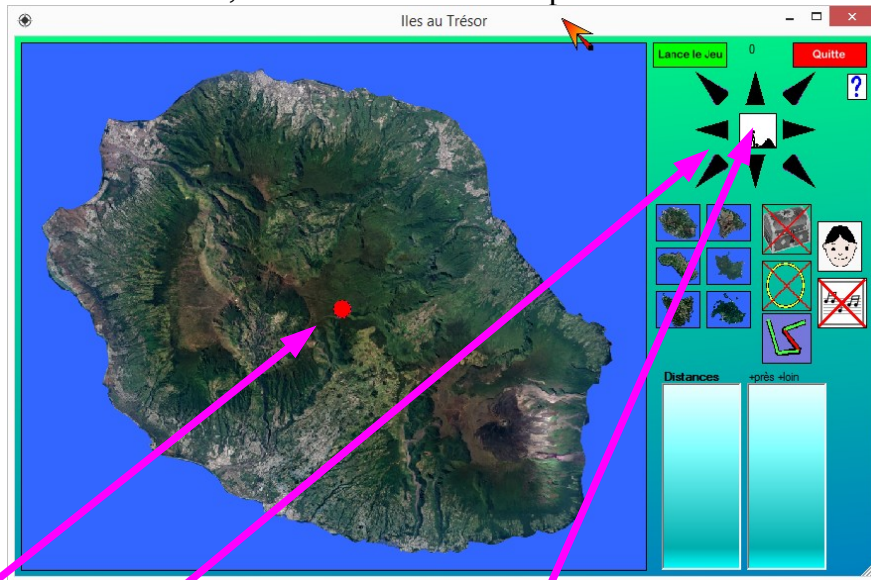 Iles au Trésor
Lance le Jeu
0
Quitte
?
Distances
+près +loin